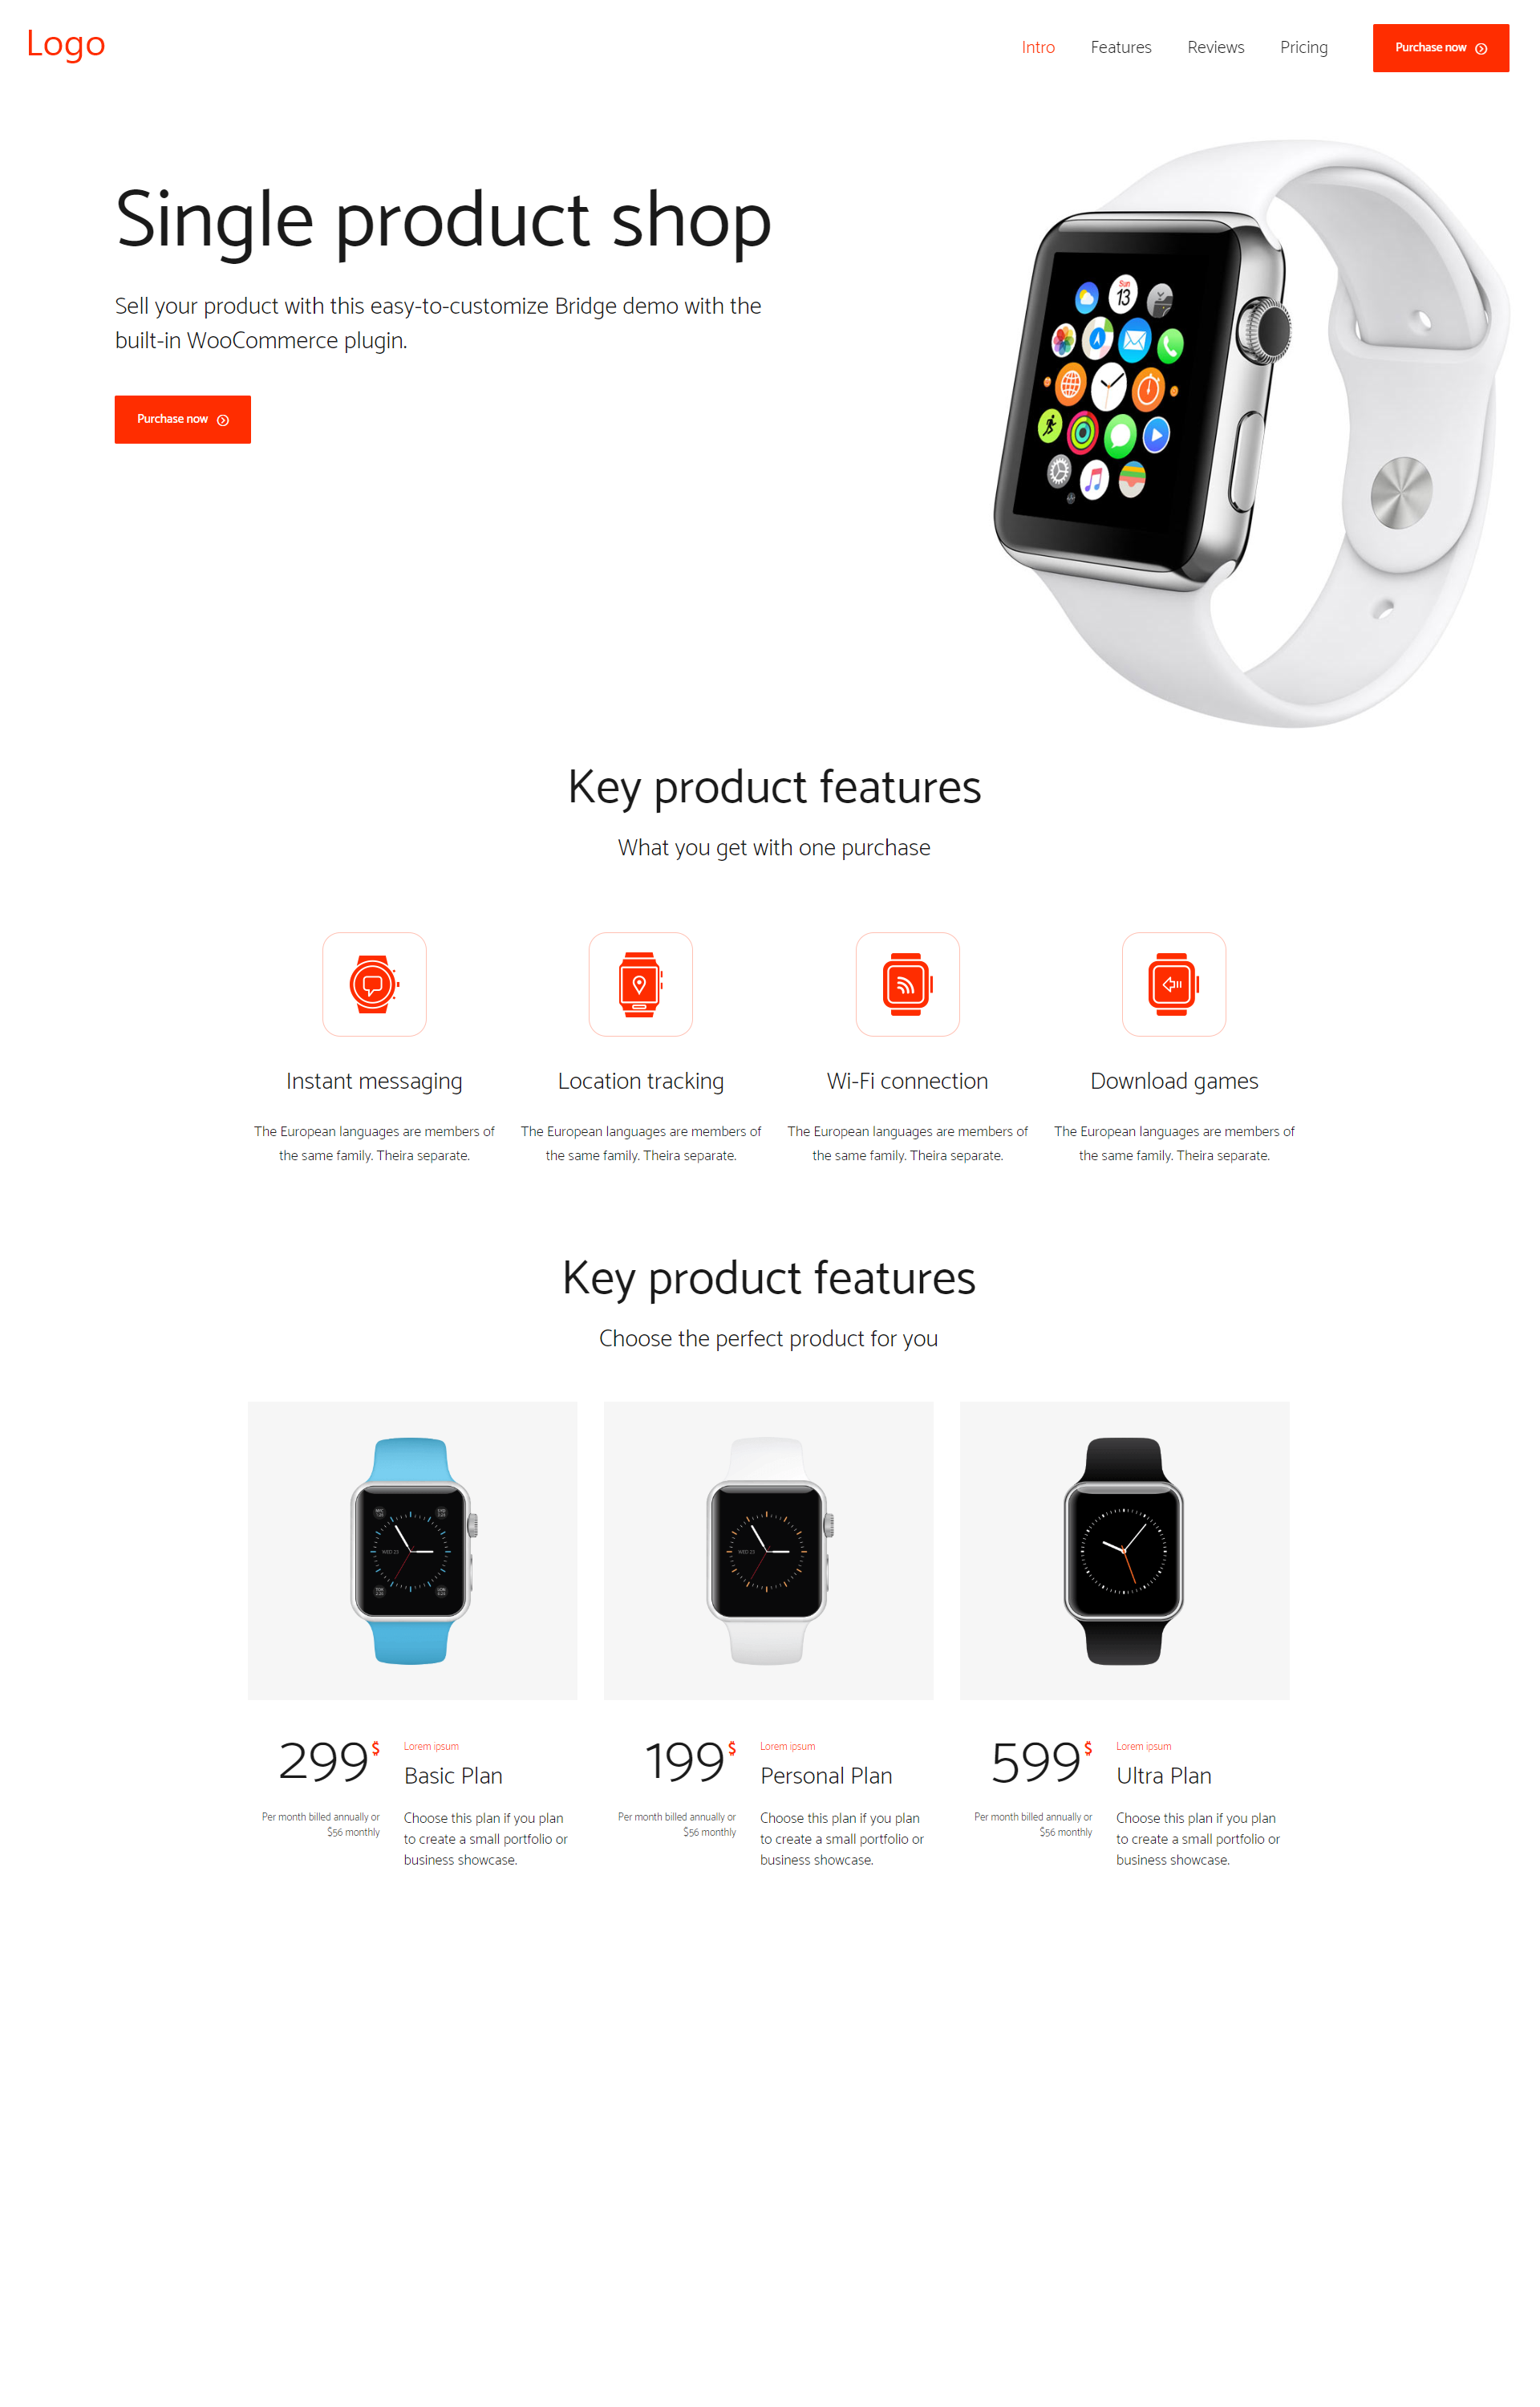 Logo
Intro
Features
Reviews
Pricing
Purchase now
Single product shop
Sell your product with this easy-to-customize Bridge demo with the
built-in WooCommerce plugin.
Purchase now
Sun
13
Key product features
What you get with one purchase
Instant messaging
The European languages are members of
the same family. Theira separate.
Location tracking
The European languages are members of
the same family. Theira separate.
Wi-Fi connection
The European languages are members of
the same family. Theira separate.
Download games
The European languages are members of
the same family. Theira separate.
Key product features
Choose the perfect product for you
WED 23
WED 23
299$
Per month billed annually or
$56 monthly
Lorem ipsum
Basic Plan
Choose this plan if you plan
to create a small portfolio or
business showcase.
199$
Per month billed annually or
$56 monthly
Lorem ipsum
Personal Plan
Choose this plan if you plan
to create a small portfolio or
business showcase.
599$
Per month billed annually or
$56 monthly
Lorem ipsum
Ultra Plan
Choose this plan if you plan
to create a small portfolio or
business showcase.